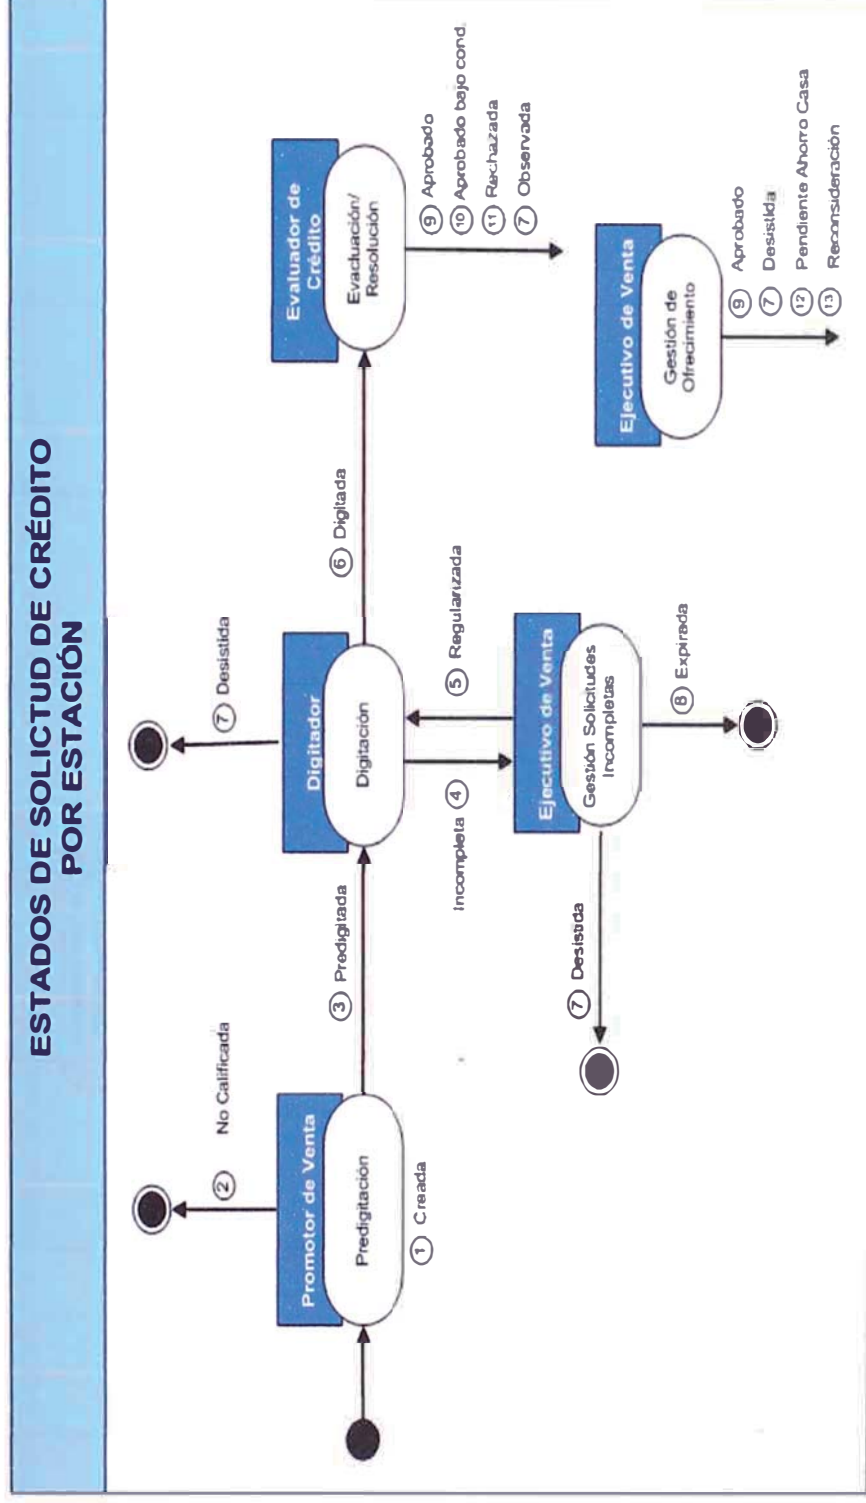 ESTADOS DE SOLICTUD DE CRÉDITO
POR ESTACIÓN
2 No Calificada
Promotor de Venta
Predigitación
1 Creada
3 Predigitada
7 Desistida
Digitador
Digitación
Incompleta 4
5 Regularizada
Ejecutivo de Venta
Gestión Solicitudes
Incompletas
7 Desistida
8 Expirada
6 Digitada
Evaluador de
Crédito
Evacluación/
Resolución
9 Aprobado
10 Aprobado bajo cond.
11 Rechazada
7 Observada
Ejecutivo de Venta
Gestión de
Ofrecimiento
9 Aprobado
7 Desistida
12 Pendiente Ahorro Casa
13 Reconsideración